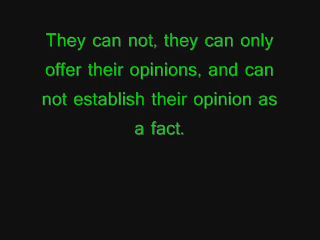 They can not, they can only
offer their opinions, and can
not establish their opinion as
a fact.